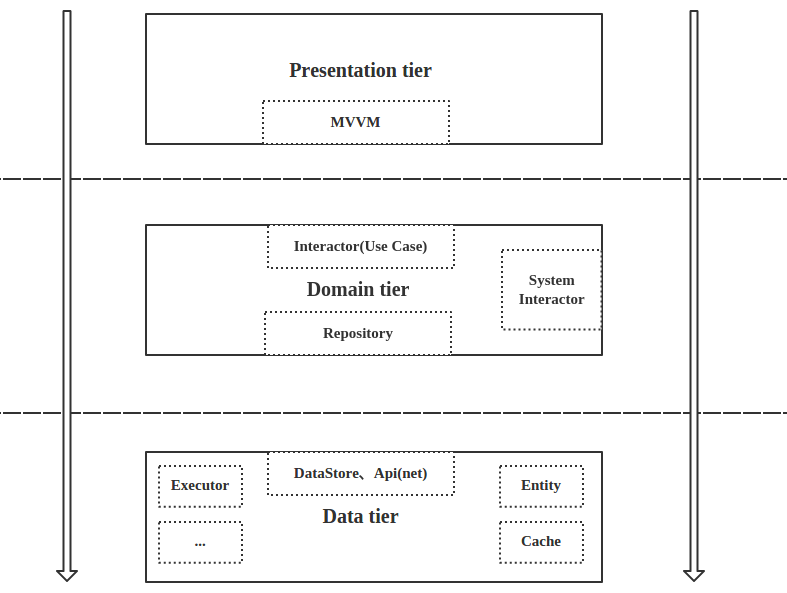 Presentation tier
MVVM
Interactor(Use Case)
System
Interactor
Domain tier
Repository
DataStore、Api(net)
Executor
Entity
Data tier
...
Cache